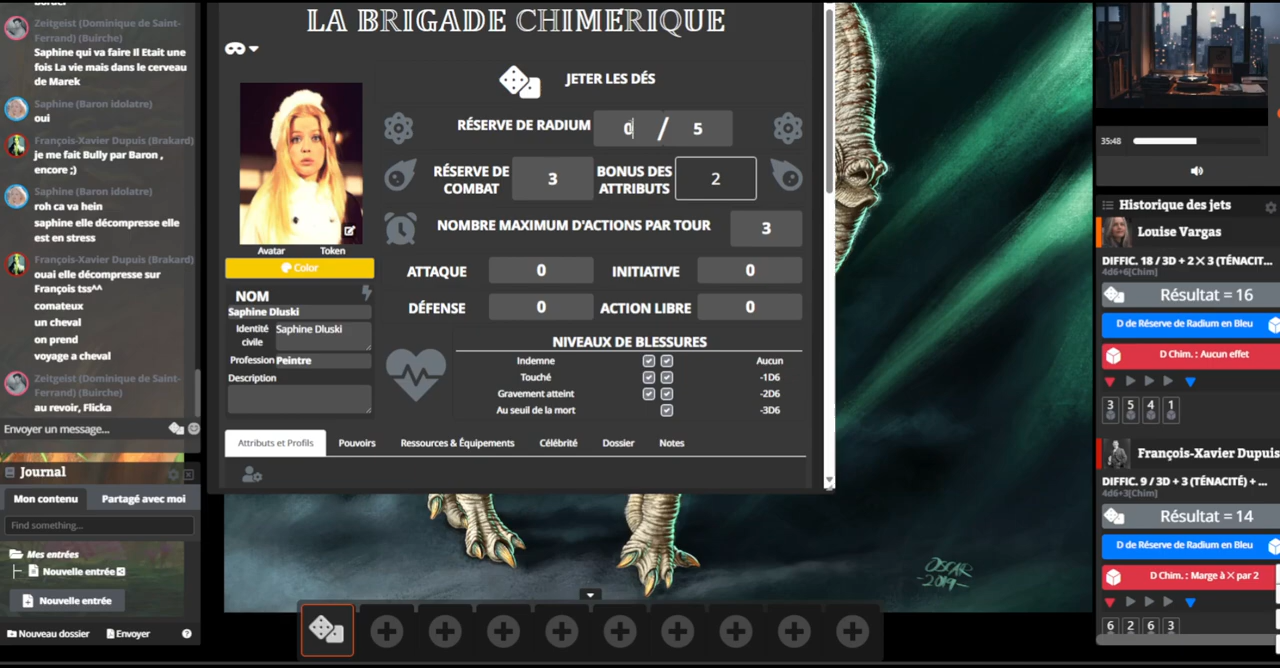 Zeitgeist (Dominique de Saint-
Ferrand) (Buirche)
Saphine qui va faire Il Etait une
fois La vie mais dans le cerveau
de Marek
Saphine (Baron idolatre)
oui
François-Xavier Dupuis (Brakard)
je me fait Bully par Baron ,
encore ;)
Saphine (Baron idolatre)
roh ca va hein
saphine elle décompresse elle
est en stress
François-Xavier Dupuis (Brakard)
ouai elle décompresse sur
François tss^^
comateux
un cheval
on prend
voyage a cheval
Zeitgeist (Dominique de Saint-
Ferrand) (Buirche)
au revoir, Flicka
Envoyer un message...
Journal
Mon contenu
Partagé avec moi
Find something...
Mes entrées
Nouvelle entrée
Nouvelle entrée
Nouveau dossier
Envoyer
?
LA BRIGADE CHIMÉRIQUE
JETER LES DÉS
RÉSERVE DE RADIUM
0 / 5
RÉSERVE DE
COMBAT
3
BONUS DES
ATTRIBUTS
2
NOMBRE MAXIMUM D'ACTIONS PAR TOUR
3
Avatar
Token
Color
ATTAQUE
0
INITIATIVE
0
DÉFENSE
0
ACTION LIBRE
0
NOM
Saphine Dluski
Identité
civile
Saphine Dluski
Profession
Peintre
Description
NIVEAUX DE BLESSURES
Indemne
Aucun
Touché
-1D6
Gravement atteint
-2D6
Au seuil de la mort
-3D6
Attributs et Profils
Pouvoirs
Ressources & Équipements
Célébrité
Dossier
Notes
OSCAR
-2019-
35:48
Historique des jets
Louise Vargas
DIFFIC. 18 / 3D + 2 X 3 (TÉNACIT...
4d6+6[Chim]
Résultat = 16
D de Réserve de Radium en Bleu
D Chim. : Aucun effet
3 5 4 1
François-Xavier Dupuis
DIFFIC. 9 / 3D + 3 (TÉNACITÉ) + ...
4d6+3[Chim]
Résultat = 14
D de Réserve de Radium en Bleu
D Chim. : Marge à X par 2
6 2 6 3